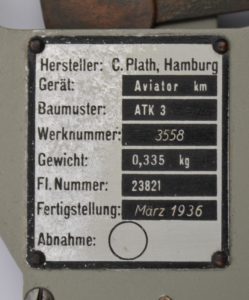 Hersteller: C. Plath, Hamburg
Gerät: Aviator km
Baumuster: ATK 3
Werknummer: 3558
Gewicht: 0,335 kg
Fl. Nummer: 23821
Fertigstellung: März 1936
Abnahme: